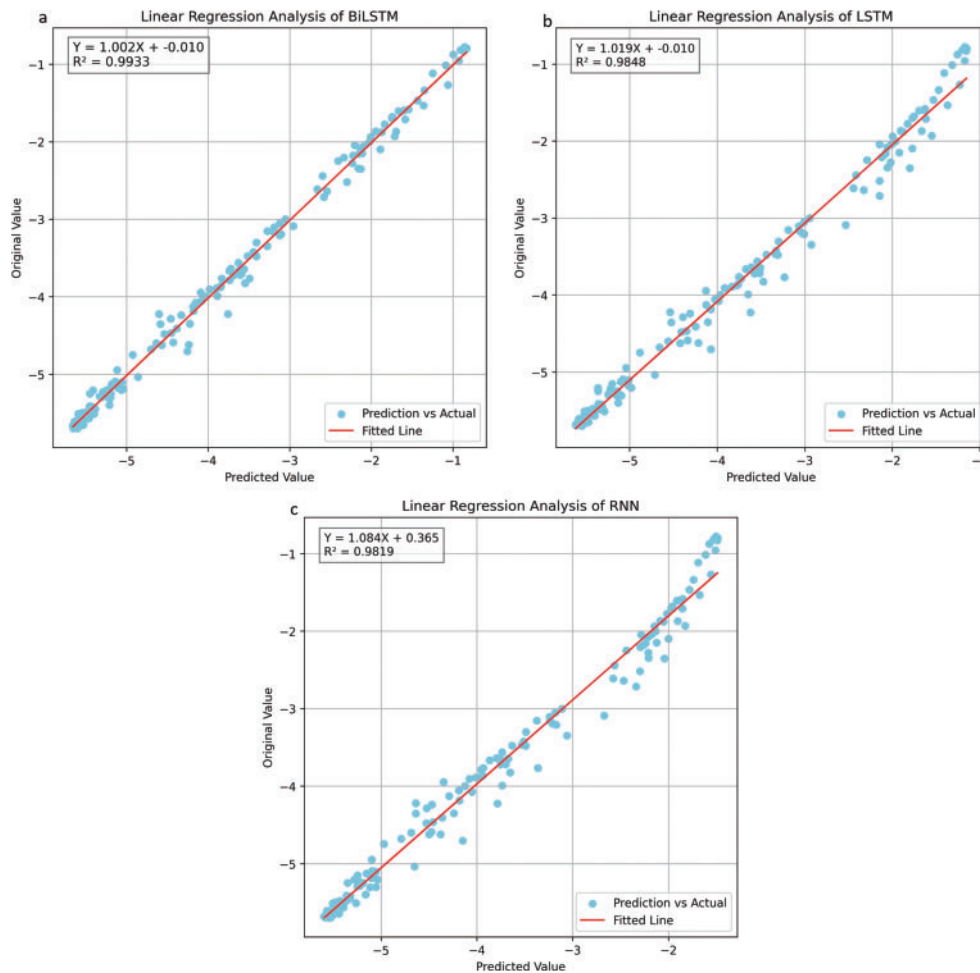 a
Linear Regression Analysis of BiLSTM
Y = 1.002X + -0.010
R² = 0.9933
−1
−2
−3
−4
−5
Original Value
Prediction vs Actual
Fitted Line
−5 −4 −3 −2 −1
Predicted Value
b
Linear Regression Analysis of LSTM
Y = 1.019X + -0.010
R² = 0.9848
−1
−2
−3
−4
−5
Original Value
Prediction vs Actual
Fitted Line
−5 −4 −3 −2 −1
Predicted Value
c
Linear Regression Analysis of RNN
Y = 1.084X + 0.365
R² = 0.9819
−1
−2
−3
−4
−5
Original Value
Prediction vs Actual
Fitted Line
−5 −4 −3 −2
Predicted Value